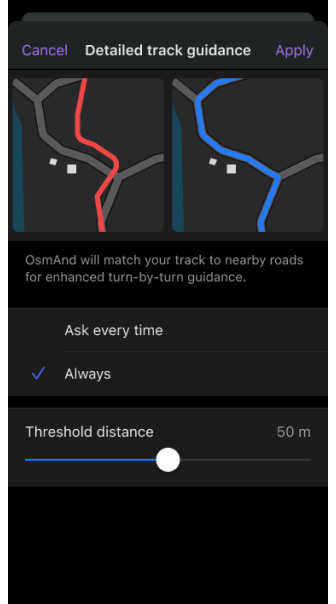 Cancel Detailed track guidance Apply
OsmAnd will match your track to nearby roads
for enhanced turn-by-turn guidance.
Ask every time
Always
Threshold distance 50 m